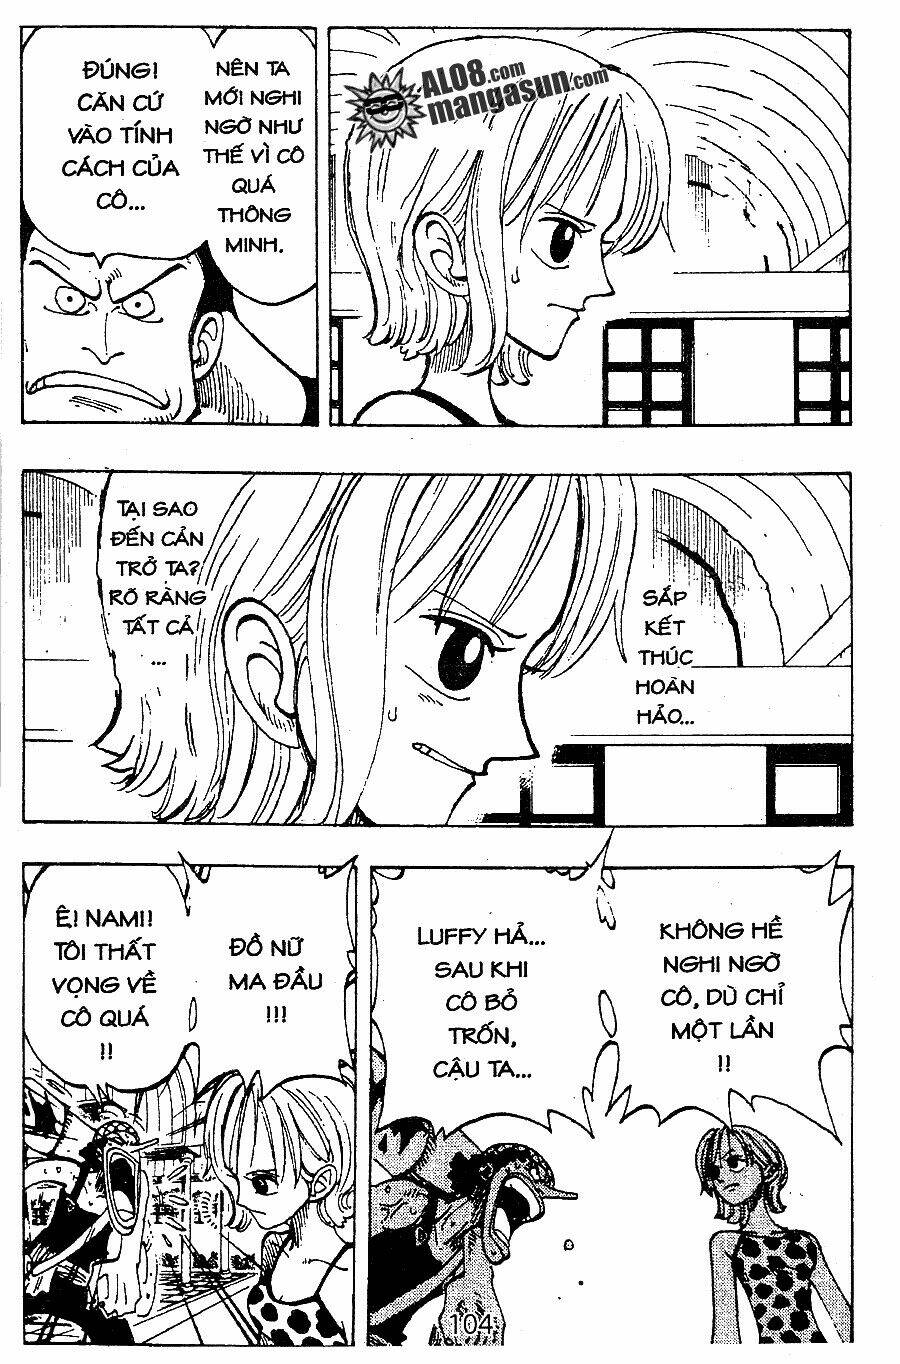 AL08.com
mangasun.com
NÊN TA
MỚI NGHI
NGỜ NHƯ
THẾ VÌ CÔ
QUÁ
THÔNG
MINH.
ĐÚNG!
CĂN CỨ
VÀO TÍNH
CÁCH CỦA
CÔ...
SẮP
KẾT
THÚC
HOÀN
HẢO...
TẠI SAO
ĐẾN CẢN
TRỞ TA?
RÕ RÀNG
TẤT CẢ
...
KHÔNG HỀ
NGHI NGỜ
CÔ, DÙ CHỈ
MỘT LẦN
!!
LUFFY HẢ...
SAU KHI
CÔ BỎ
TRỐN,
CẬU TA...
ĐỒ NỮ
MA ĐẦU
!!!
Ê! NAMI!
TÔI THẤT
VỌNG VỀ
CÔ QUÁ
!!
104